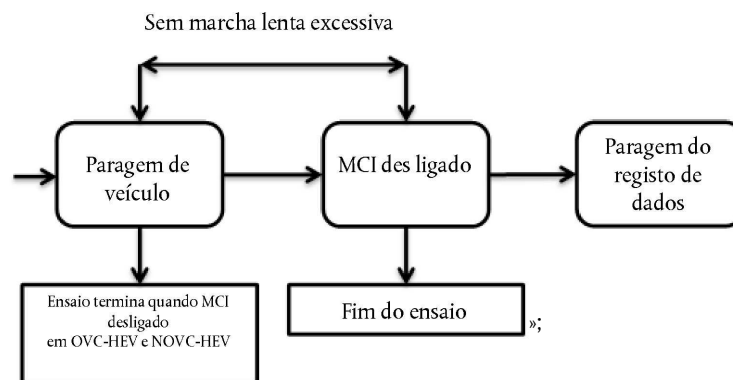 Sem marcha lenta excessiva
Paragem de
veículo
MCI des ligado
Paragem do
registo de
dados
Ensaio termina quando MCI
desligado
em OVC-HEV e NOVC-HEV
Fim do ensaio
»;